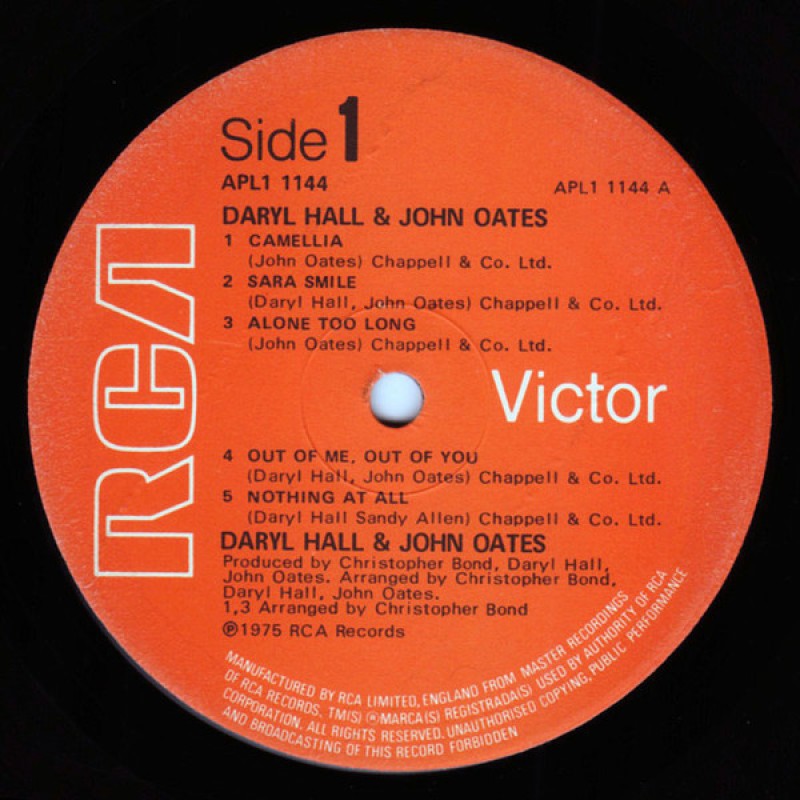 Side 1
APL1 1144
APL1 1144 A
DARYL HALL & JOHN OATES
1 CAMELLIA
(John Oates) Chappell & Co. Ltd.
2 SARA SMILE
(Daryl Hall, John Oates) Chappell & Co. Ltd.
3 ALONE TOO LONG
(John Oates) Chappell & Co. Ltd.
RCA
Victor
4 OUT OF ME, OUT OF YOU
(Daryl Hall, John Oates) Chappell & Co. Ltd.
5 NOTHING AT ALL
(Daryl Hall Sandy Allen) Chappell & Co. Ltd.
DARYL HALL & JOHN OATES
Produced by Christopher Bond, Daryl Hall,
John Oates. Arranged by Christopher Bond,
Daryl Hall, John Oates.
1,3 Arranged by Christopher Bond
℗1975 RCA Records
MANUFACTURED BY RCA LIMITED, ENGLAND FROM MASTER RECORDINGS
OF RCA RECORDS. TM(S) ®MARCA(S) REGISTRADA(S) USED BY AUTHORITY OF RCA
CORPORATION. ALL RIGHTS RESERVED. UNAUTHORISED COPYING, PUBLIC PERFORMANCE
AND BROADCASTING OF THIS RECORD FORBIDDEN